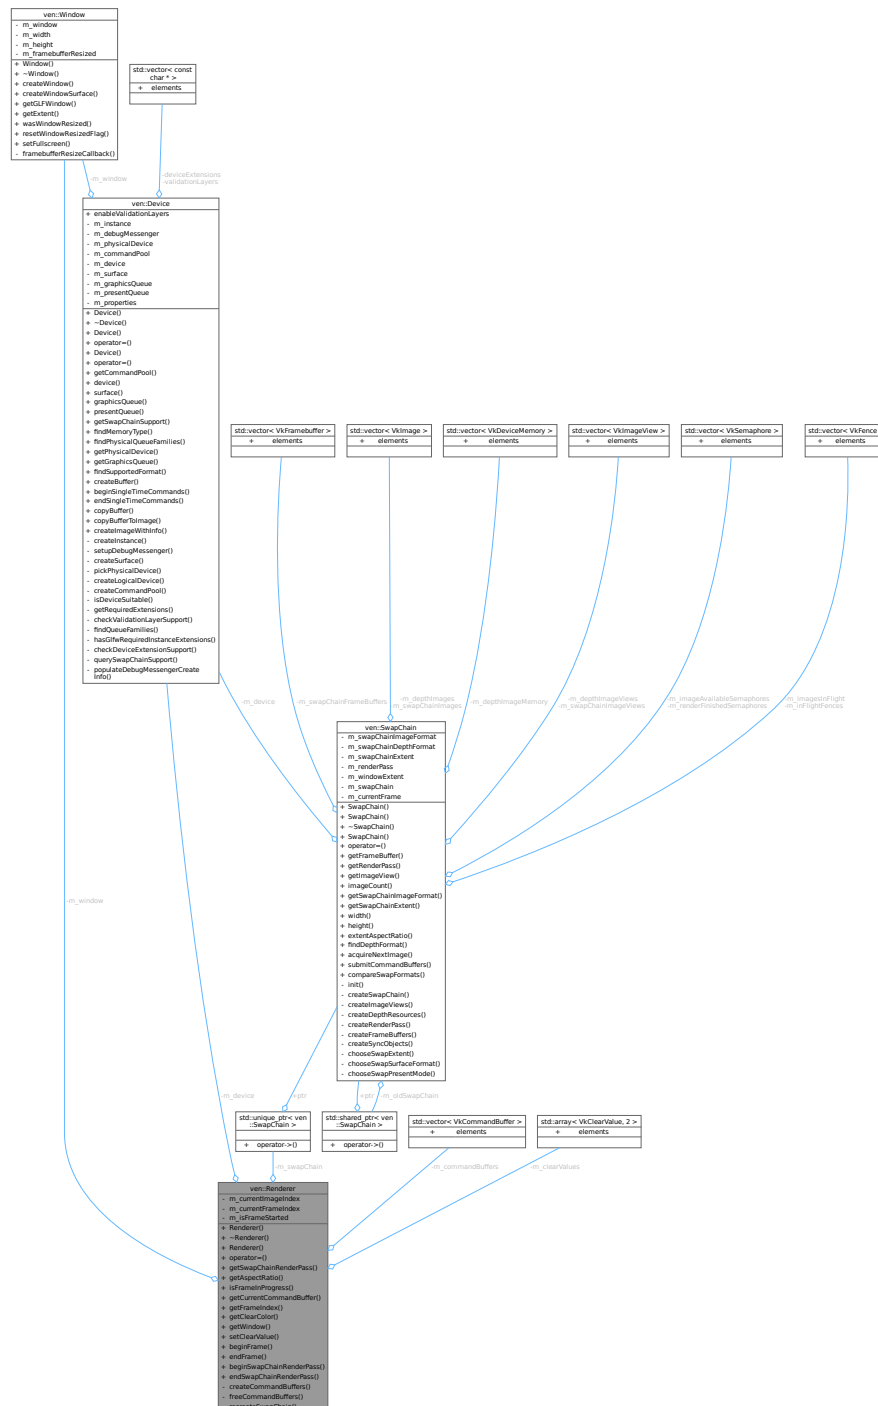 ven::Window
- m_window
- m_width
- m_height
- m_framebufferResized
+ Window()
+ ~Window()
+ createWindow()
+ createWindowSurface()
+ getGLFWindow()
+ getExtent()
+ wasWindowResized()
+ resetWindowResizedFlag()
+ setFullscreen()
- framebufferResizeCallback()
std::vector< const
char * >
+ elements
-m_window
-deviceExtensions
-validationLayers
ven::Device
+ enableValidationLayers
- m_instance
- m_debugMessenger
- m_physicalDevice
- m_commandPool
- m_device
- m_surface
- m_graphicsQueue
- m_presentQueue
- m_properties
+ Device()
+ ~Device()
+ Device()
+ operator=()
+ Device()
+ operator=()
+ getCommandPool()
+ device()
+ surface()
+ graphicsQueue()
+ presentQueue()
+ getSwapChainSupport()
+ findMemoryType()
+ findPhysicalQueueFamilies()
+ getPhysicalDevice()
+ getGraphicsQueue()
+ findSupportedFormat()
+ createBuffer()
+ beginSingleTimeCommands()
+ endSingleTimeCommands()
+ copyBuffer()
+ copyBufferToImage()
+ createImageWithInfo()
- createInstance()
- setupDebugMessenger()
- createSurface()
- pickPhysicalDevice()
- createLogicalDevice()
- createCommandPool()
- isDeviceSuitable()
- getRequiredExtensions()
- checkValidationLayerSupport()
- findQueueFamilies()
- hasGlfwRequiredInstanceExtensions()
- checkDeviceExtensionSupport()
- querySwapChainSupport()
- populateDebugMessengerCreate
Info()
std::vector< VkFramebuffer >
+ elements
std::vector< VkImage >
+ elements
std::vector< VkDeviceMemory >
+ elements
std::vector< VkImageView >
+ elements
std::vector< VkSemaphore >
+ elements
std::vector< VkFence
+ elements
-m_device
-m_swapChainFrameBuffers
-m_depthImages
-m_swapChainImages
-m_depthImageMemory
-m_depthImageViews
-m_swapChainImageViews
-m_imageAvailableSemaphores
-m_renderFinishedSemaphores
-m_imagesInFlight
-m_inFlightFences
ven::SwapChain
- m_swapChainImageFormat
- m_swapChainDepthFormat
- m_swapChainExtent
- m_renderPass
- m_windowExtent
- m_swapChain
- m_currentFrame
+ SwapChain()
+ SwapChain()
+ ~SwapChain()
+ SwapChain()
+ operator=()
+ getFrameBuffer()
+ getRenderPass()
+ getImageView()
+ imageCount()
+ getSwapChainImageFormat()
+ getSwapChainExtent()
+ width()
+ height()
+ extentAspectRatio()
+ findDepthFormat()
+ acquireNextImage()
+ submitCommandBuffers()
+ compareSwapFormats()
- init()
- createSwapChain()
- createImageViews()
- createDepthResources()
- createRenderPass()
- createFrameBuffers()
- createSyncObjects()
- chooseSwapExtent()
- chooseSwapSurfaceFormat()
- chooseSwapPresentMode()
-m_window
-m_device
+ptr
+ptr
-m_oldSwapChain
std::unique_ptr< ven
::SwapChain >
+ operator->()
std::shared_ptr< ven
::SwapChain >
+ operator->()
std::vector< VkCommandBuffer >
+ elements
std::array< VkClearValue, 2 >
+ elements
-m_swapChain
-m_commandBuffers
-m_clearValues
ven::Renderer
- m_currentImageIndex
- m_currentFrameIndex
- m_isFrameStarted
+ Renderer()
+ ~Renderer()
+ Renderer()
+ operator=()
+ getSwapChainRenderPass()
+ getAspectRatio()
+ isFrameInProgress()
+ getCurrentCommandBuffer()
+ getFrameIndex()
+ getClearColor()
+ getWindow()
+ setClearValue()
+ beginFrame()
+ endFrame()
+ beginSwapChainRenderPass()
+ endSwapChainRenderPass()
- createCommandBuffers()
- freeCommandBuffers()